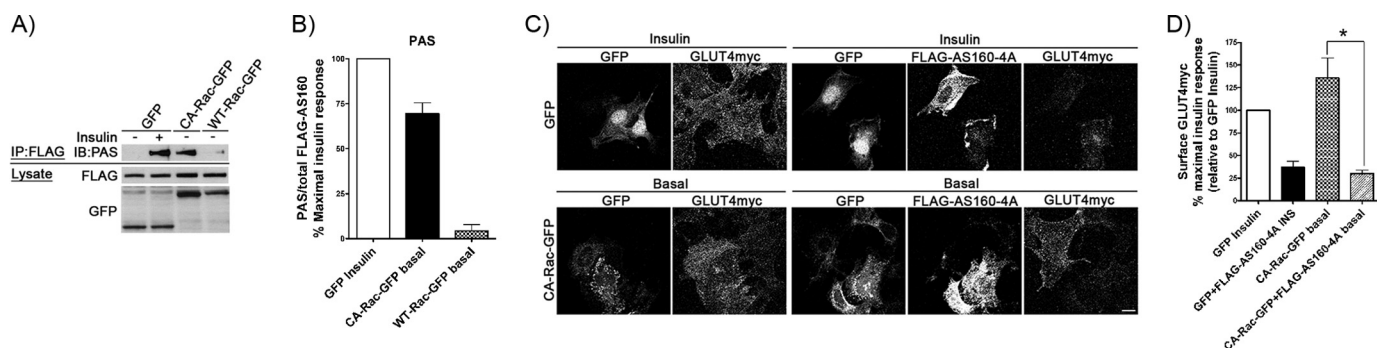 A)
GFP
CA-Rac-GFP
WT-Rac-GFP
Insulin - + - -
IP:FLAG IB:PAS
Lysate FLAG
GFP
B)
PAS
PAS/total FLAG-AS160
% Maximal insulin response
100
75
50
25
0
GFP Insulin
CA-Rac-GFP basal
WT-Rac-GFP basal
C)
Insulin Insulin
GFP GLUT4myc GFP FLAG-AS160-4A GLUT4myc
GFP
Basal Basal
GFP GLUT4myc GFP FLAG-AS160-4A GLUT4myc
CA-Rac-GFP
D)
*
Surface GLUT4myc
% maximal insulin response
(relative to GFP Insulin)
175
150
125
100
75
50
25
0
GFP Insulin
GFP+FLAG-AS160-4A INS
CA-Rac-GFP basal
CA-Rac-GFP+FLAG-AS160-4A basal